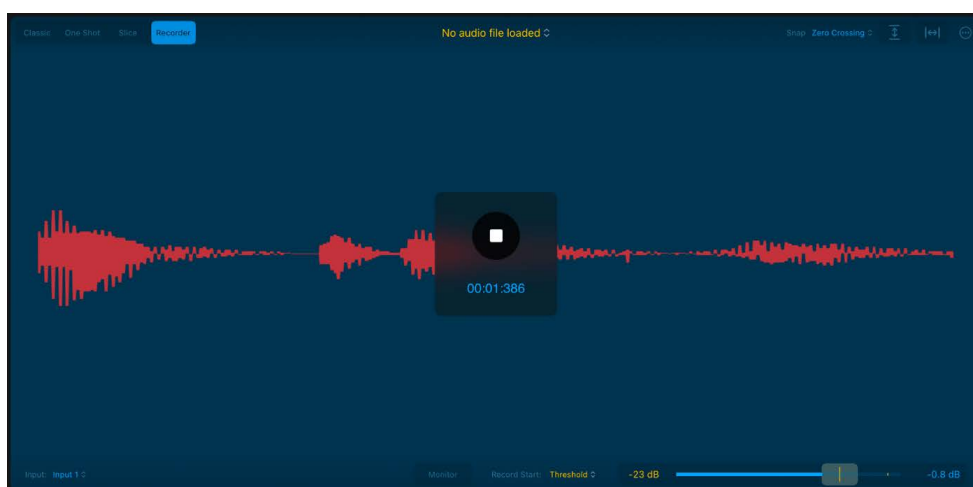 Classic One Shot Slice Recorder No audio file loaded Snap Zero Crossing
00:01:386
Input: Input 1 Monitor Record Start: Threshold -23 dB -0.8 dB